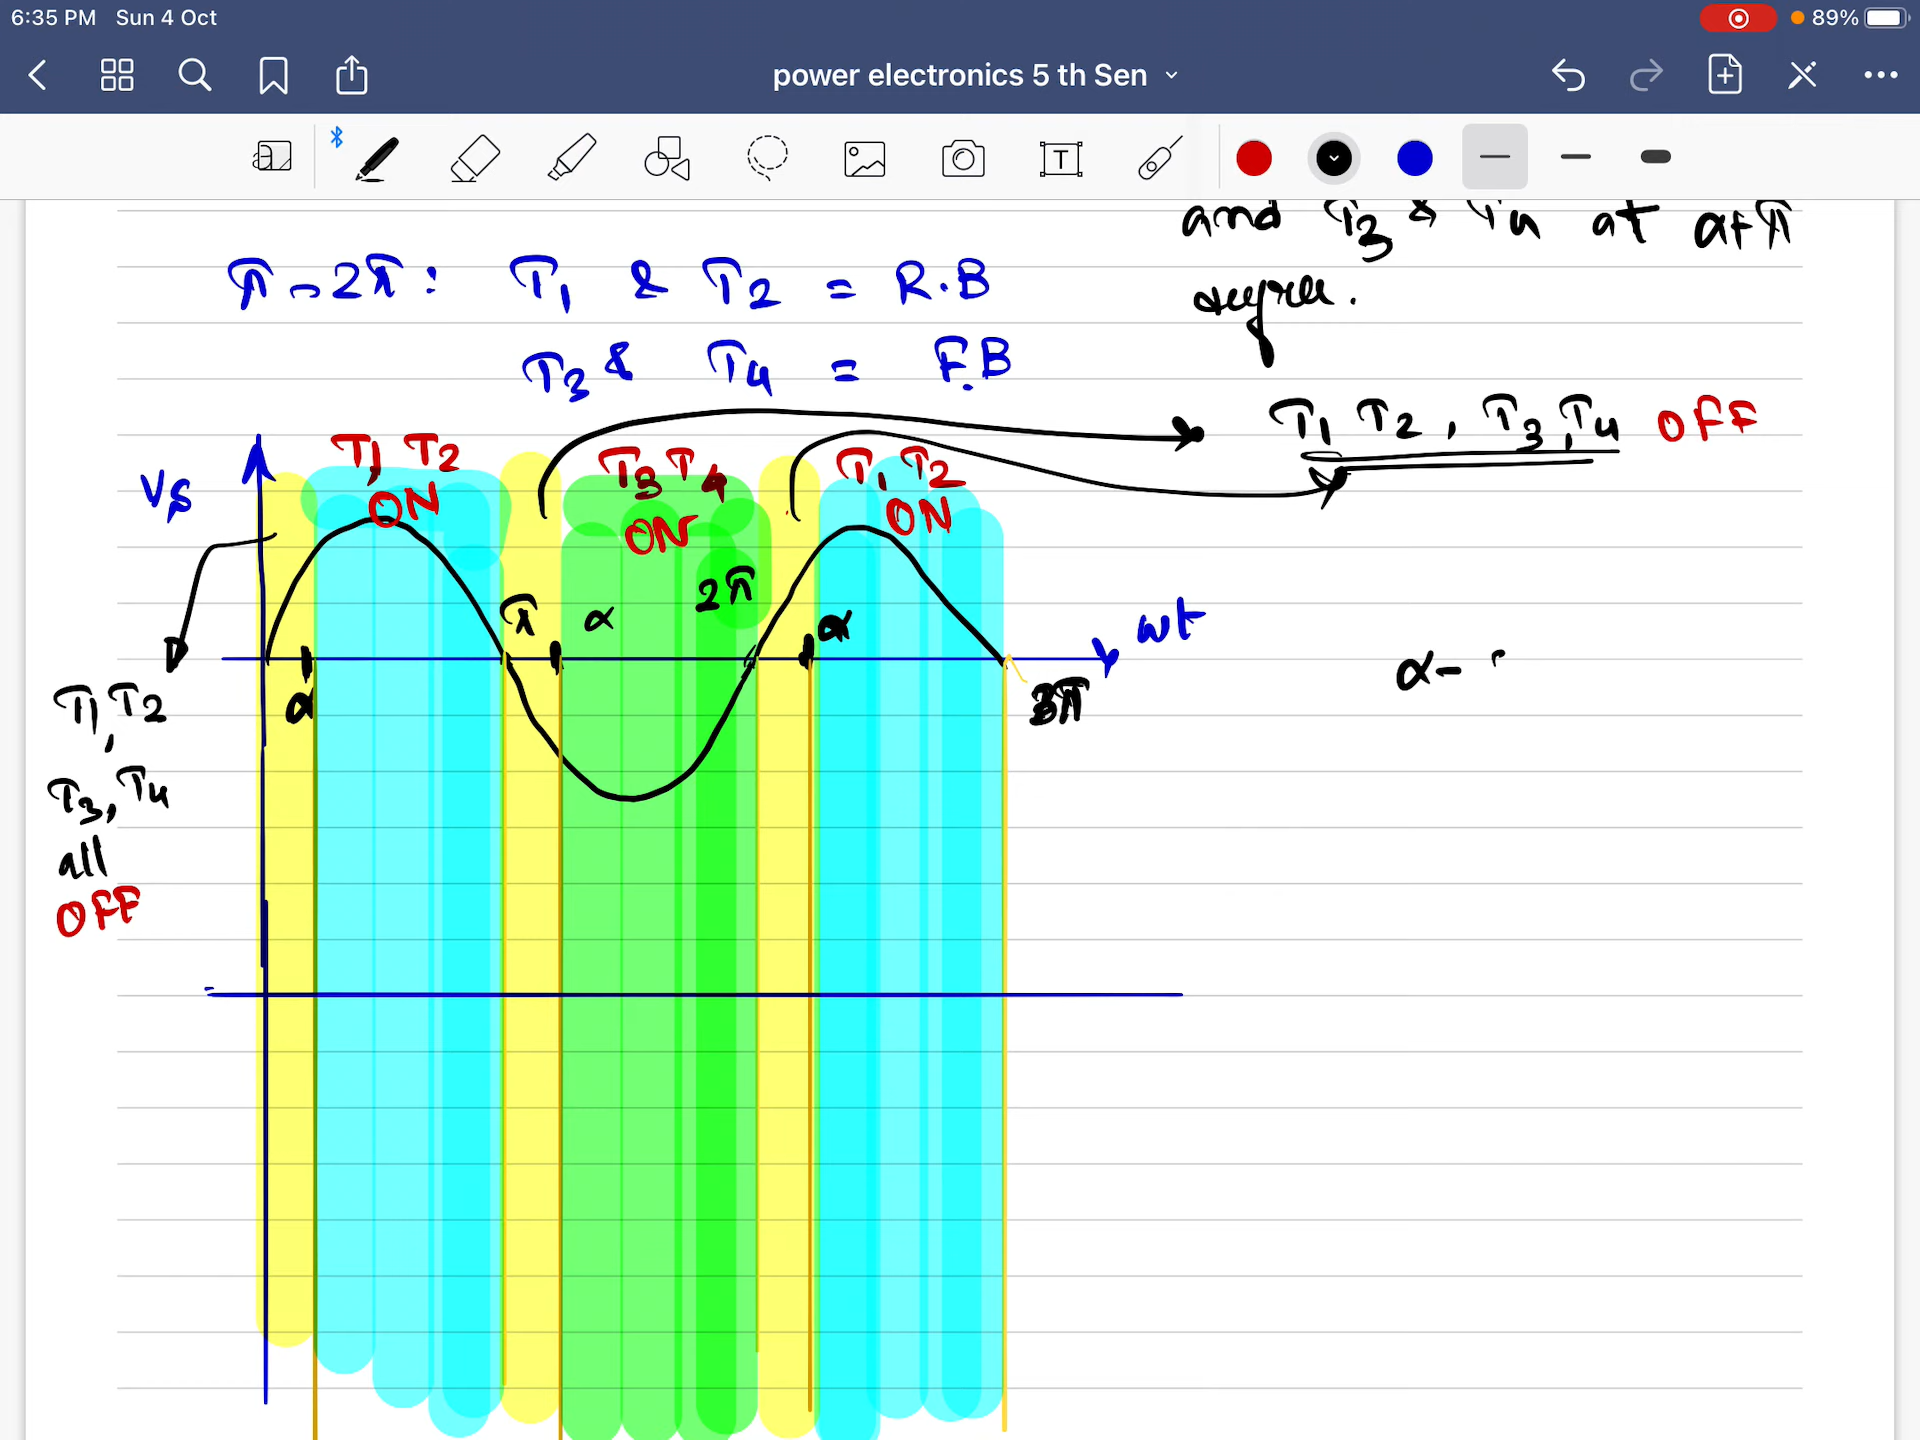 6:35 PM Sun 4 Oct
89%
power electronics 5 th Sen
T
and T3 & T4 at α+π
degree.
π-2π: T1 & T2 = R.B
T3 & T4 = F.B
T1 T2, T3, T4 OFF
T1 T2 ON
T3 T4 ON
T1 T2 ON
Vs
π α 2π α
ωt
α
3π
α-
T1, T2
T3, T4
all
OFF